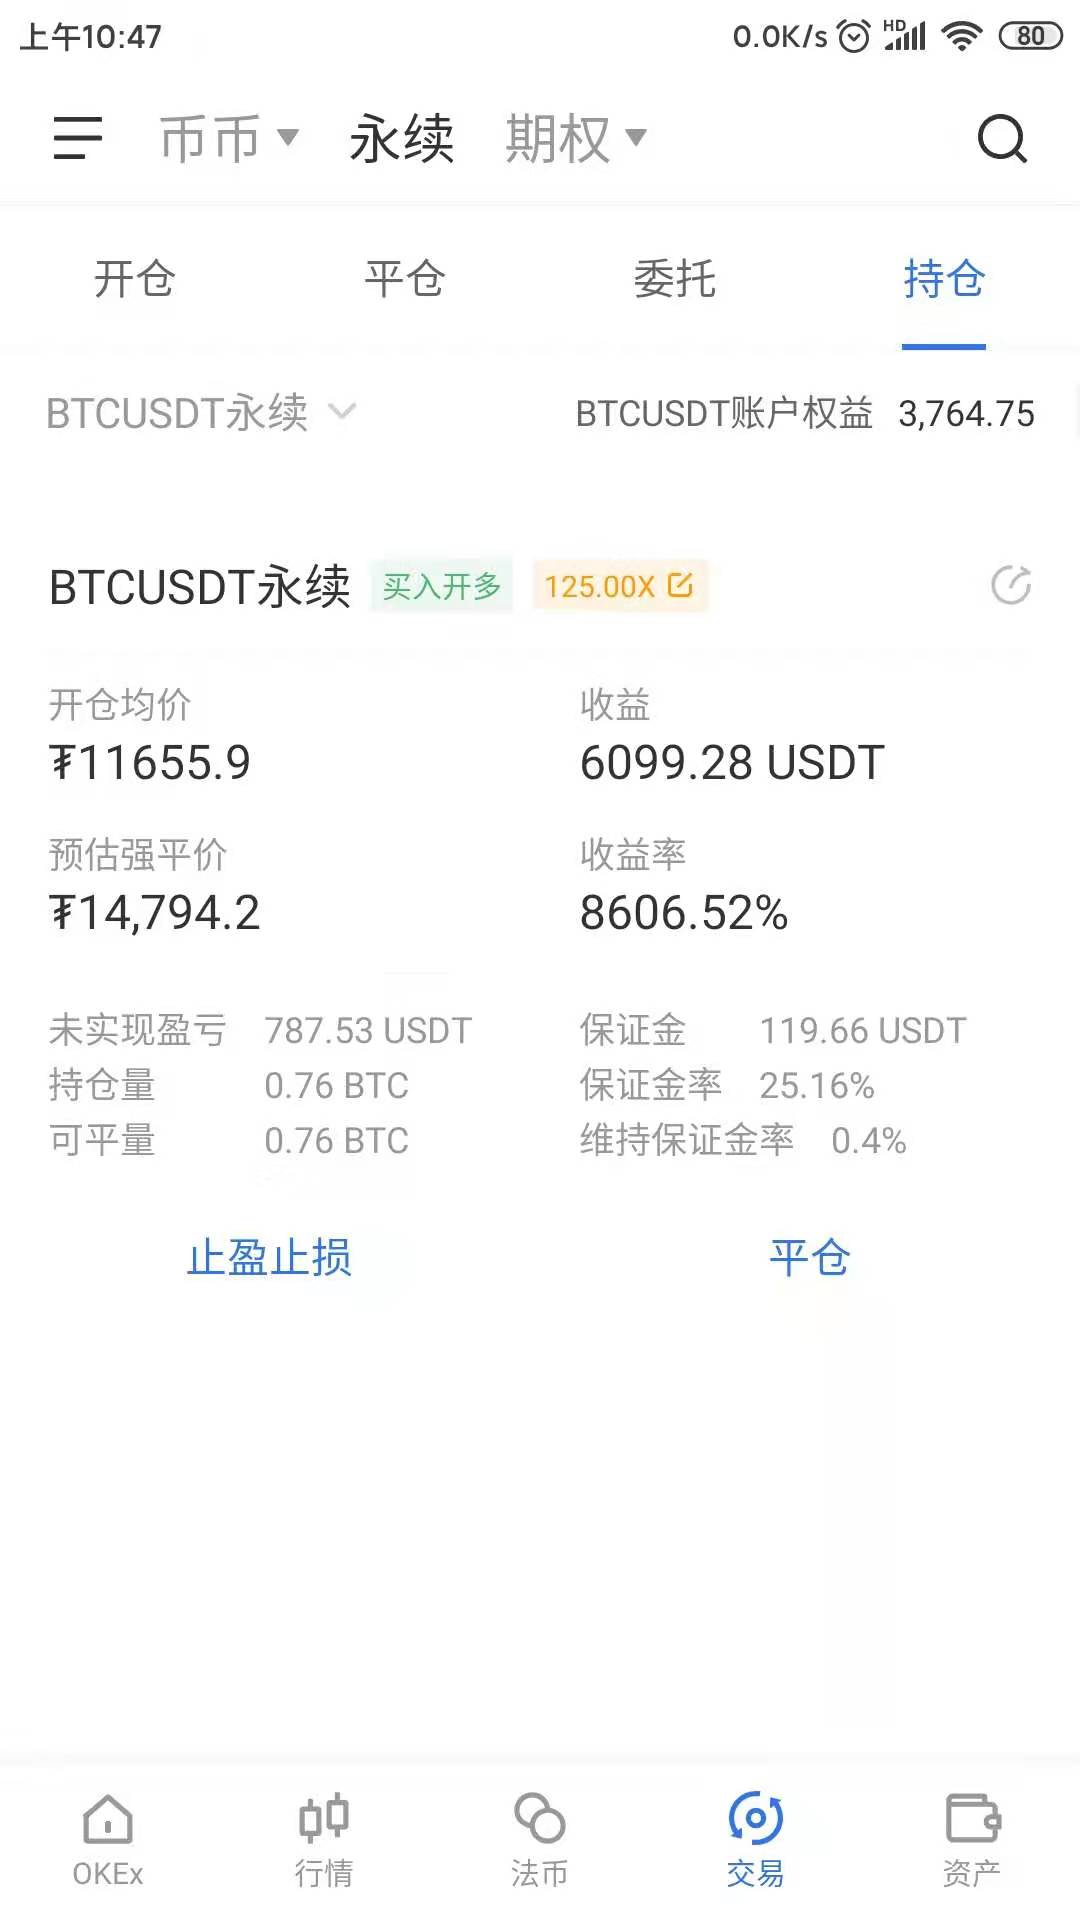 上午10:47 0.0K/s HD 80
币币 永续 期权
开仓 平仓 委托 持仓
BTCUSDT永续 BTCUSDT账户权益 3,764.75
BTCUSDT永续 买入开多 125.00X
开仓均价 收益
₮11655.9 6099.28 USDT
预估强平价 收益率
₮14,794.2 8606.52%
未实现盈亏 787.53 USDT 保证金 119.66 USDT
持仓量 0.76 BTC 保证金率 25.16%
可平量 0.76 BTC 维持保证金率 0.4%
止盈止损 平仓
OKEx 行情 法币 交易 资产